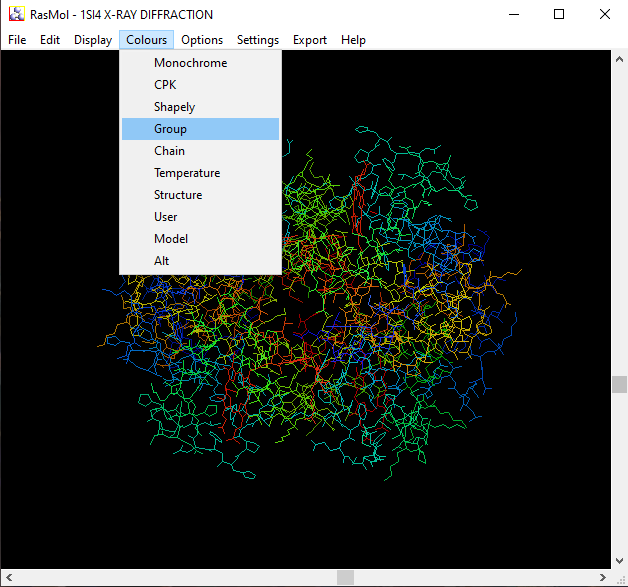 RasMol - 1SI4 X-RAY DIFFRACTION
File Edit Display Colours Options Settings Export Help
Monochrome
CPK
Shapely
Group
Chain
Temperature
Structure
User
Model
Alt